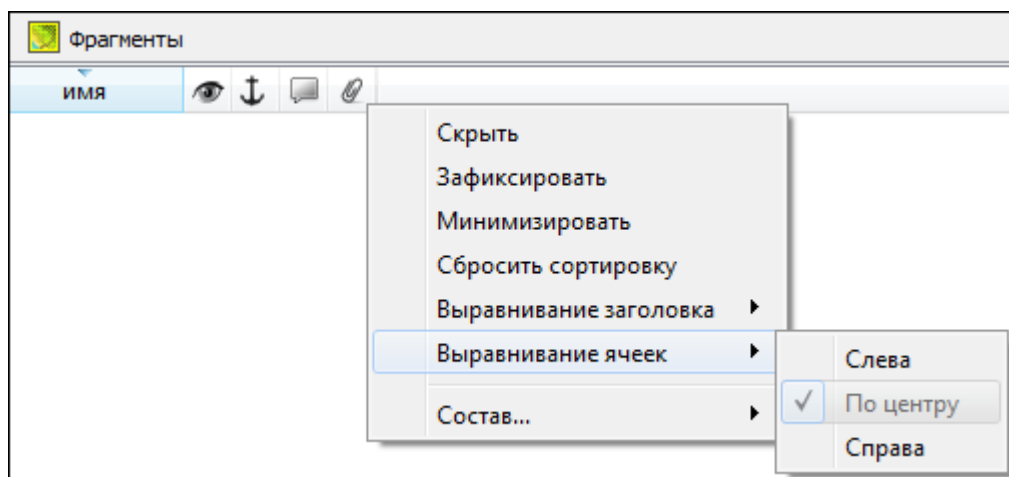 Фрагменты
имя
Скрыть
Зафиксировать
Минимизировать
Сбросить сортировку
Выравнивание заголовка
Выравнивание ячеек
Состав...
Слева
По центру
Справа